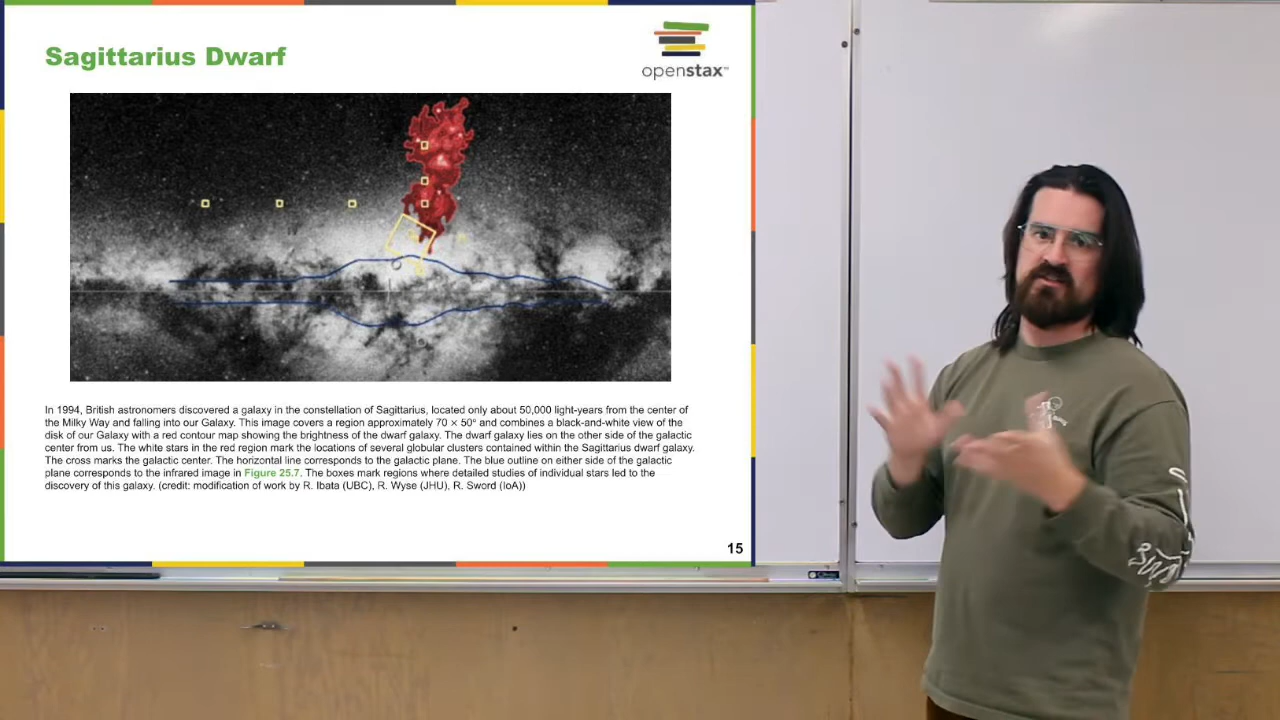 Sagittarius Dwarf
openstax™
In 1994, British astronomers discovered a galaxy in the constellation of Sagittarius, located only about 50,000 light-years from the center of
the Milky Way and falling into our Galaxy. This image covers a region approximately 70 × 50° and combines a black-and-white view of the
disk of our Galaxy with a red contour map showing the brightness of the dwarf galaxy. The dwarf galaxy lies on the other side of the galactic
center from us. The white stars in the red region mark the locations of several globular clusters contained within the Sagittarius dwarf galaxy.
The cross marks the galactic center. The horizontal line corresponds to the galactic plane. The blue outline on either side of the galactic
plane corresponds to the infrared image in Figure 25.7. The boxes mark regions where detailed studies of individual stars led to the
discovery of this galaxy. (credit: modification of work by R. Ibata (UBC), R. Wyse (JHU), R. Sword (IoA))
15